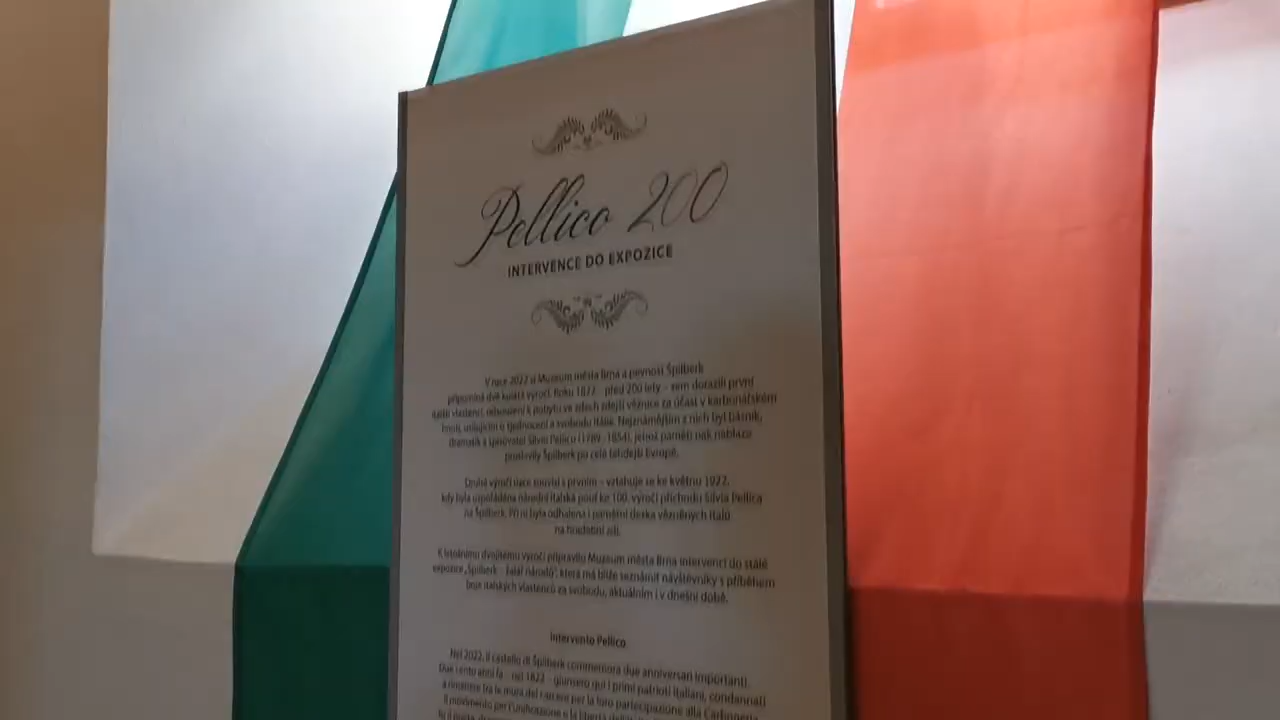 Pellico 200
INTERVENCE DO EXPOZICE
V roce 2022 si Muzeum města Brna a pevnost Špilberk
připomíná dvě kulatá výročí. Roku 1822 – před 200 lety – sem dorazili první
italští vlastenci, odsouzení k pobytu ve zdech zdejší věznice za účast v karbonářském
hnutí, usilujícím o sjednocení a svobodu Itálie. Nejznámějším z nich byl básník,
dramatik a spisovatel Silvio Pellico (1789–1854), jehož paměti pak nadlouho
proslavily Špilberk po celé tehdejší Evropě.
Druhé výročí úzce souvisí s prvním – vztahuje se ke květnu 1922,
kdy byla uspořádána národní italská pouť ke 100. výročí příchodu Silvia Pellica
na Špilberk. Při ní byla odhalena i pamětní deska vězněných Italů
na hradební zdi.
K letošnímu dvojitému výročí připravilo Muzeum města Brna intervenci do stálé
expozice „Špilberk – žalář národů“, která má blíže seznámit návštěvníky s příběhem
boje italských vlastenců za svobodu, aktuálním i v dnešní době.
Intervento Pellico
Nel 2022, il castello di Špilberk commemora due anniversari importanti.
Due cento anni fa – nel 1822 – giunsero qui i primi patrioti italiani, condannati
a rimanere fra le mura del carcere per la loro partecipazione alla Carboneria,
il movimento per l'unificazione e la libertà